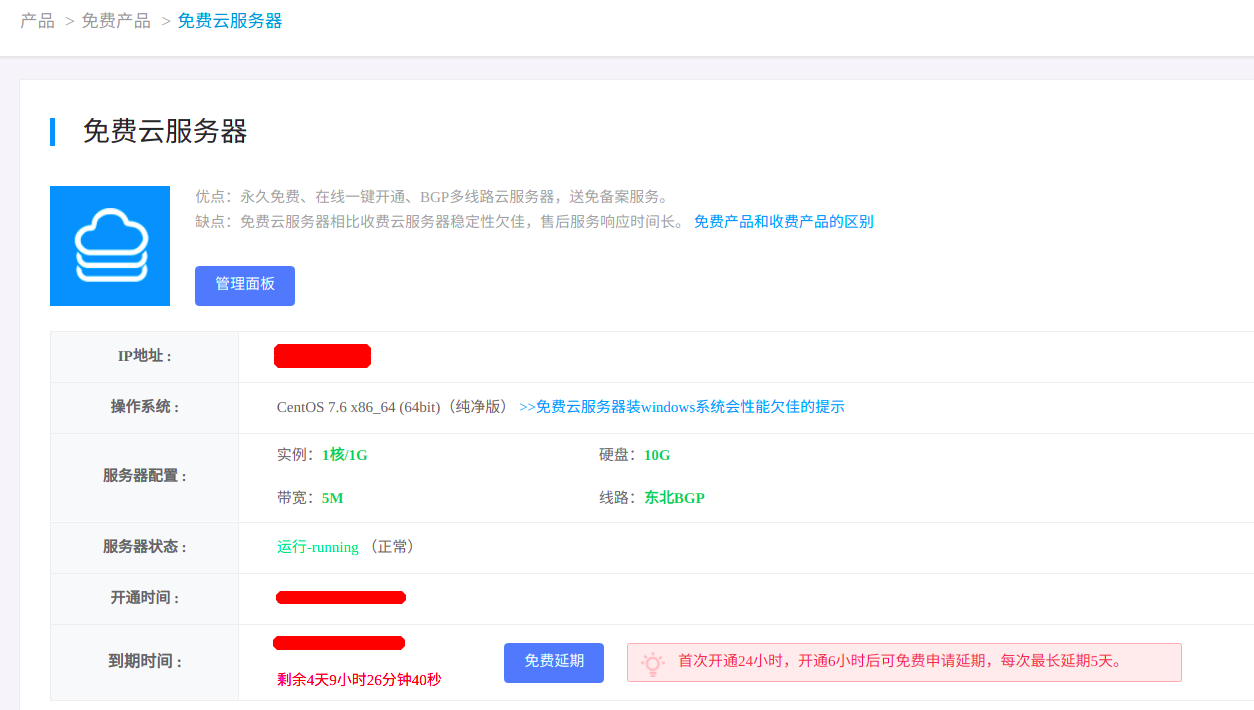 产品 > 免费产品 > 免费云服务器
免费云服务器
优点：永久免费、在线一键开通、BGP多线路云服务器，送免备案服务。
缺点：免费云服务器相比收费云服务器稳定性欠佳，售后服务响应时间长。 免费产品和收费产品的区别
管理面板
IP地址 :
操作系统 : CentOS 7.6 x86_64 (64bit)（纯净版） >>免费云服务器装windows系统会性能欠佳的提示
服务器配置 :
实例：1核/1G 硬盘：10G
带宽：5M 线路：东北BGP
服务器状态 : 运行-running （正常）
开通时间 :
到期时间 :
剩余4天9小时26分钟40秒
免费延期
首次开通24小时，开通6小时后可免费申请延期，每次最长延期5天。